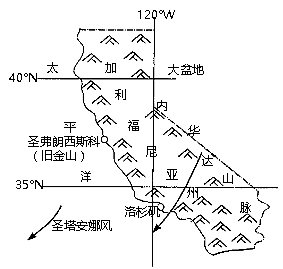 120°W
太平洋
加利福尼亚州
大盆地
40°N
内华达山脉
圣弗朗西斯科
(旧金山)
35°N
洛杉矶
圣塔安娜风